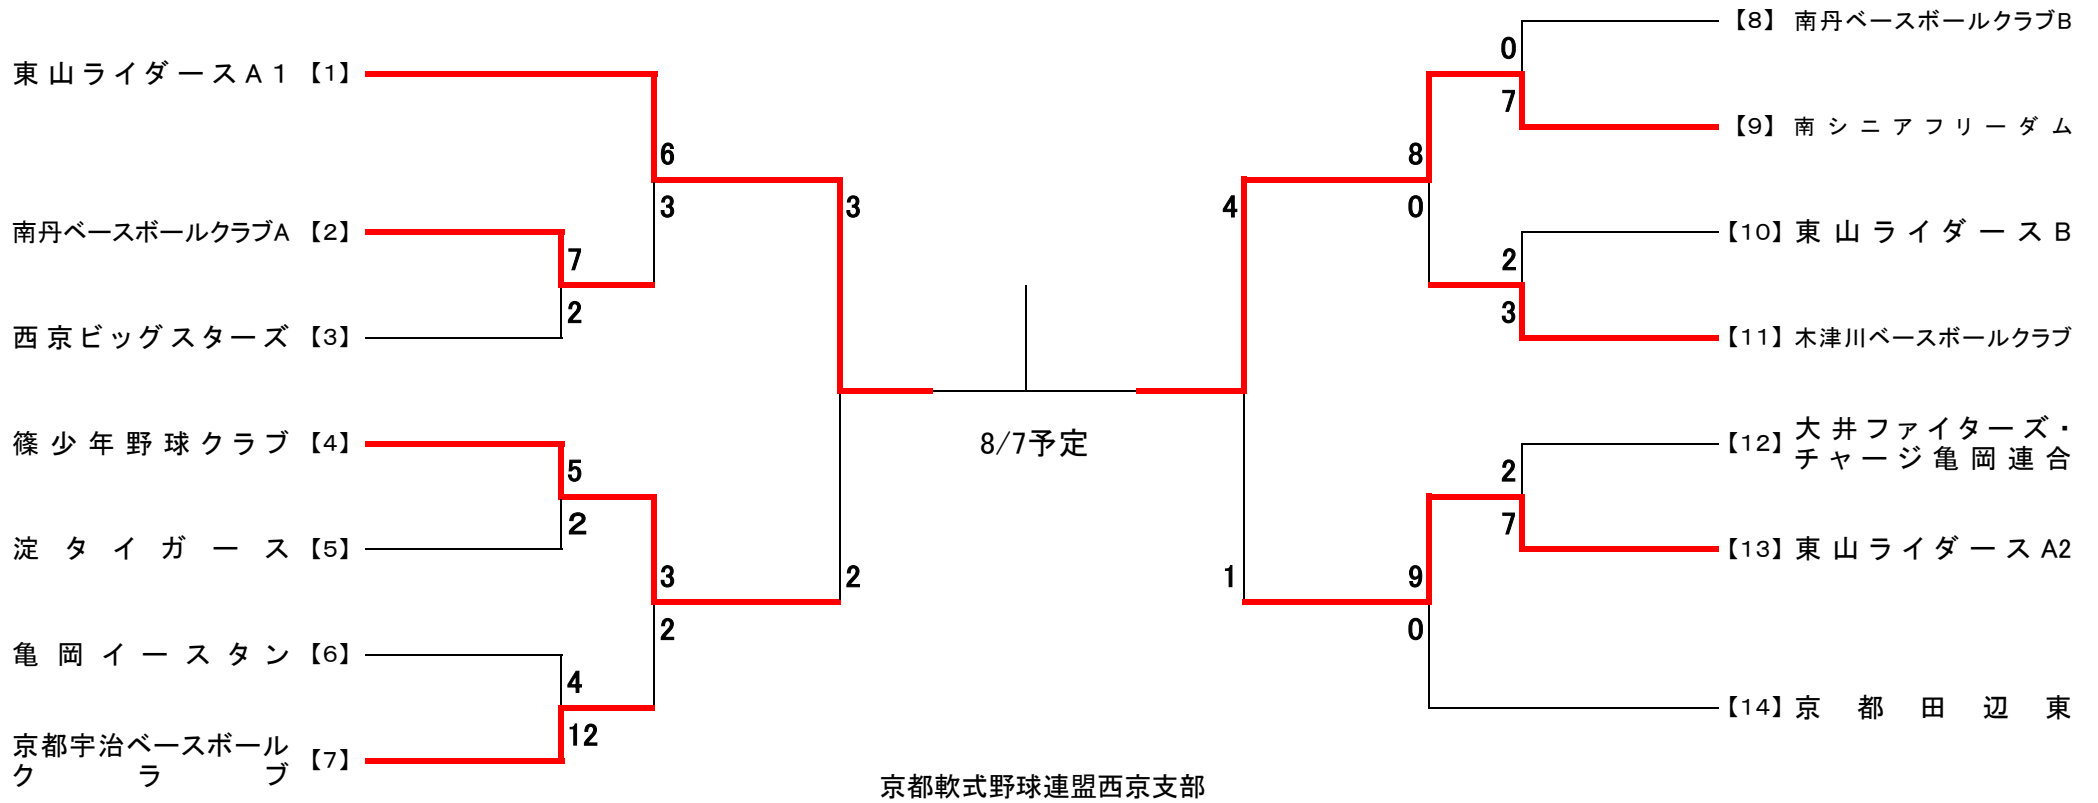 東山ライダースA１【1】
6
3
南丹ベースボールクラブA【2】
7
2
西京ビッグスターズ【3】
3
篠少年野球クラブ【4】
5
2
淀タイガース【5】
3
2
2
亀岡イースタン【6】
4
12
京都宇治ベースボール
クラブ【7】
8/7予定
【8】南丹ベースボールクラブB
0
7
【9】南シニアフリーダム
8
0
4
【10】東山ライダースB
2
3
【11】木津川ベースボールクラブ
【12】大井ファイターズ・
チャージ亀岡連合
2
7
【13】東山ライダースA2
1
9
0
【14】京都田辺東
京都軟式野球連盟西京支部